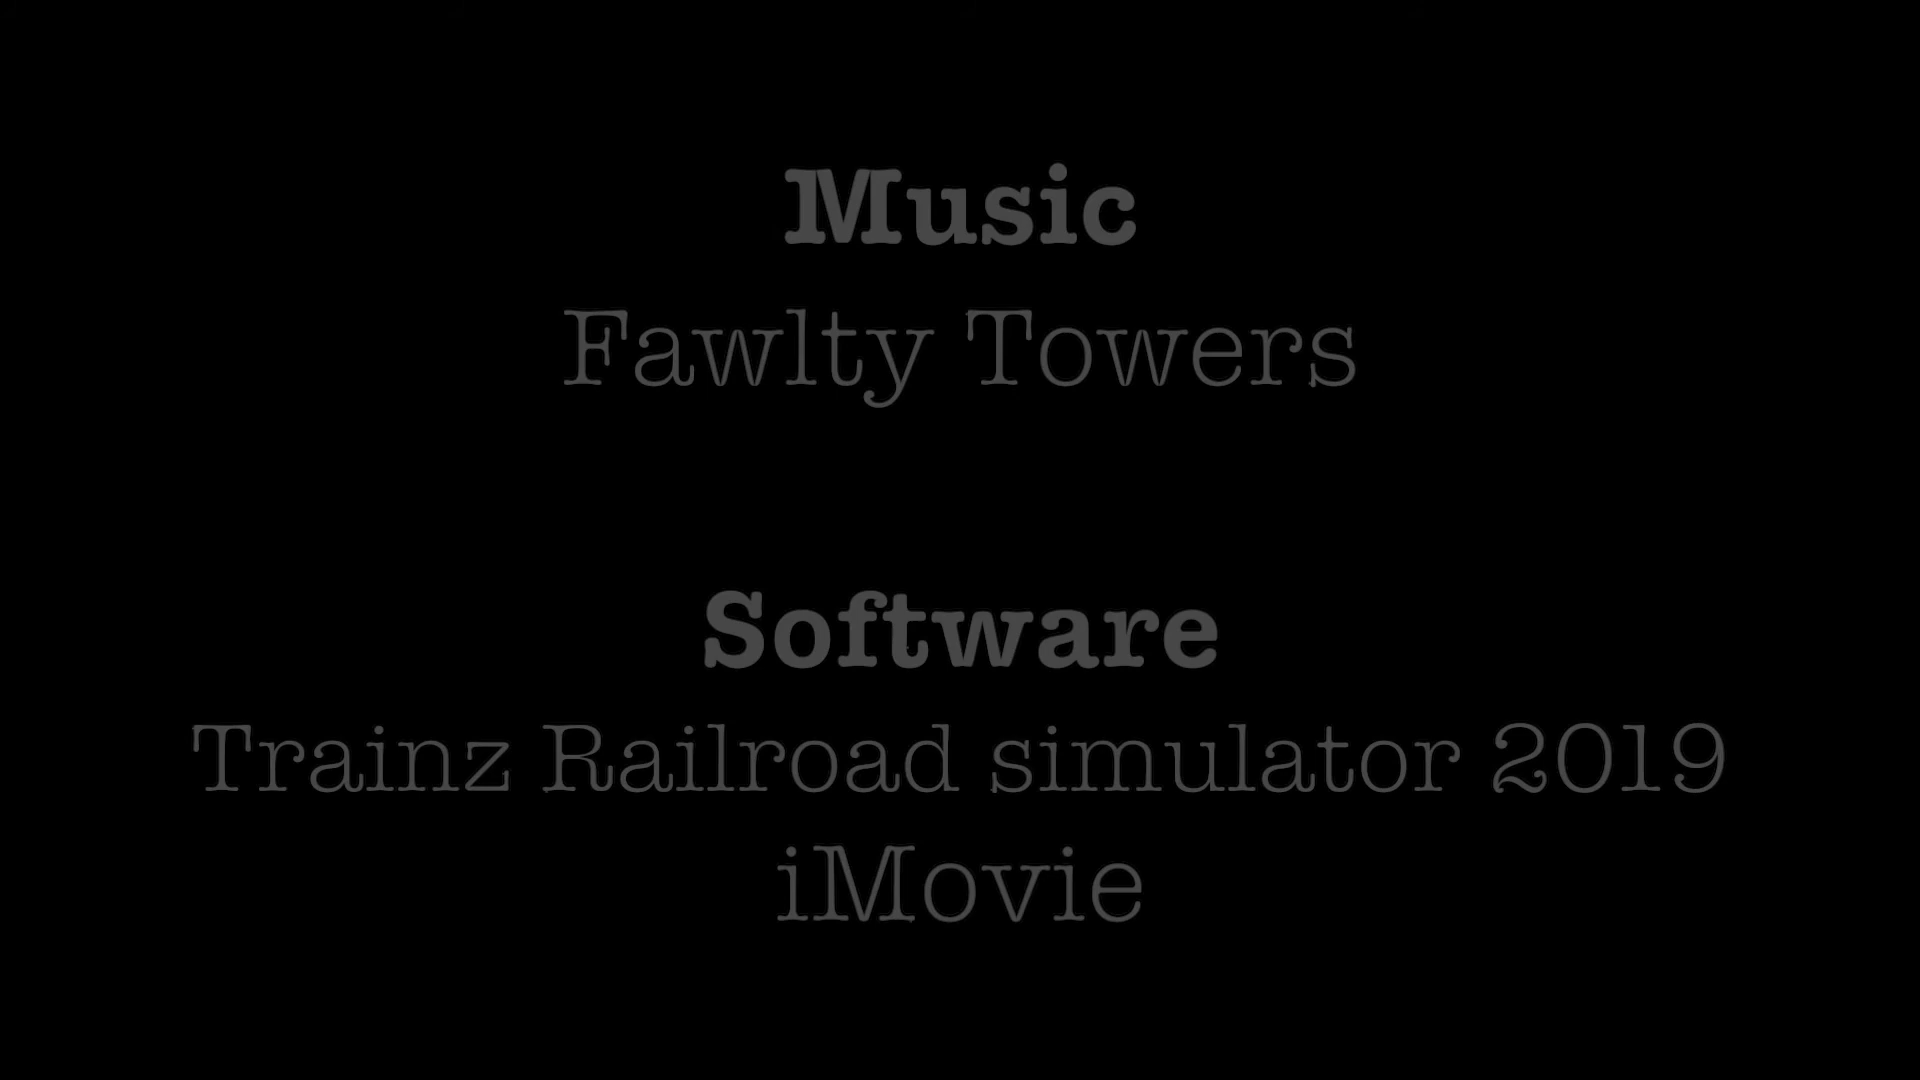 Music
Fawlty Towers
Software
Trainz Railroad simulator 2019
iMovie